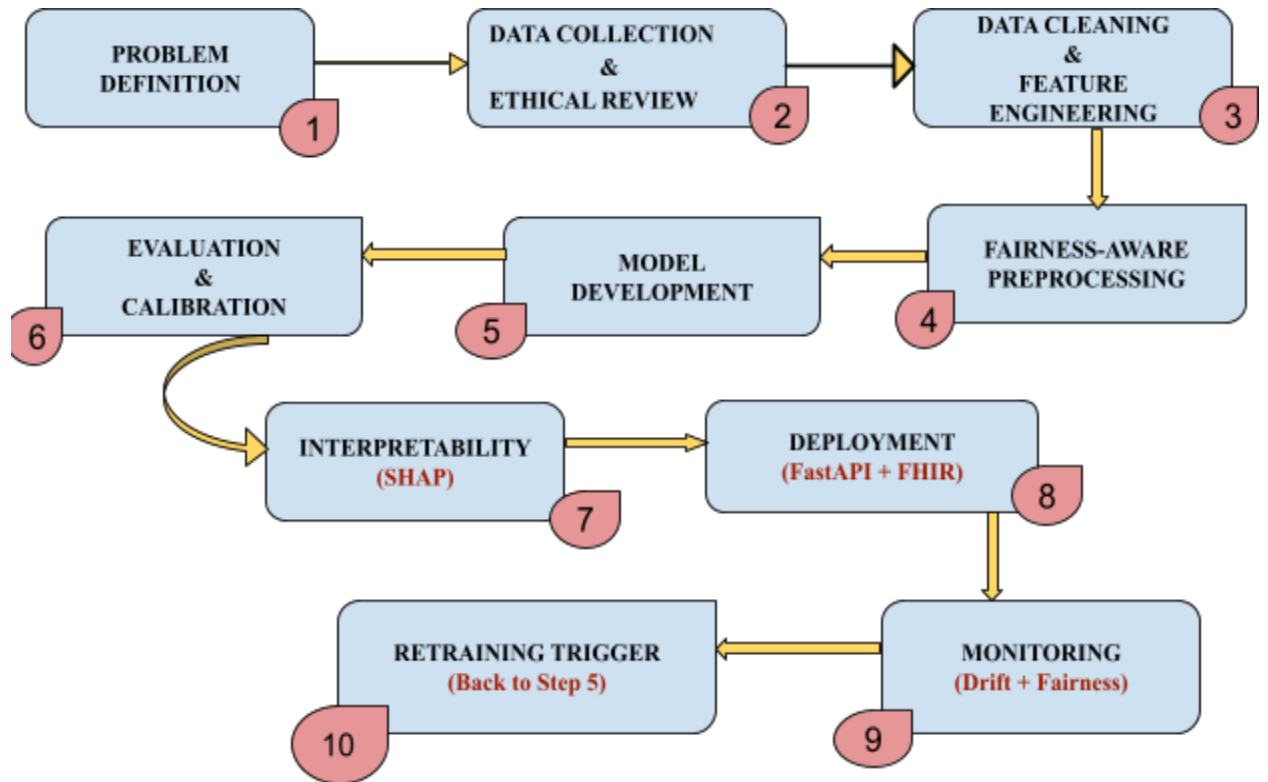 PROBLEM
DEFINITION
1
DATA COLLECTION
&
ETHICAL REVIEW
2
DATA CLEANING
&
FEATURE
ENGINEERING
3
FAIRNESS-AWARE
PREPROCESSING
4
MODEL
DEVELOPMENT
5
EVALUATION
&
CALIBRATION
6
INTERPRETABILITY
(SHAP)
7
DEPLOYMENT
(FastAPI + FHIR)
8
MONITORING
(Drift + Fairness)
9
RETRAINING TRIGGER
(Back to Step 5)
10